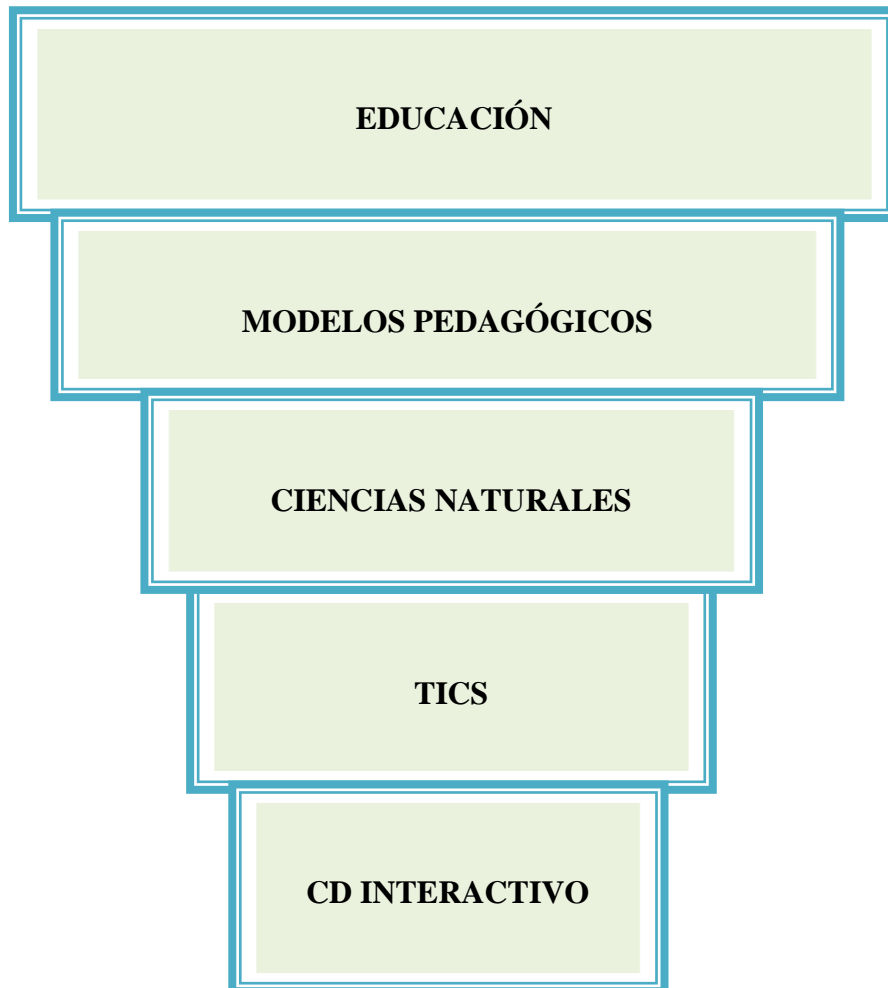 EDUCACIÓN
MODELOS PEDAGÓGICOS
CIENCIAS NATURALES
TICS
CD INTERACTIVO